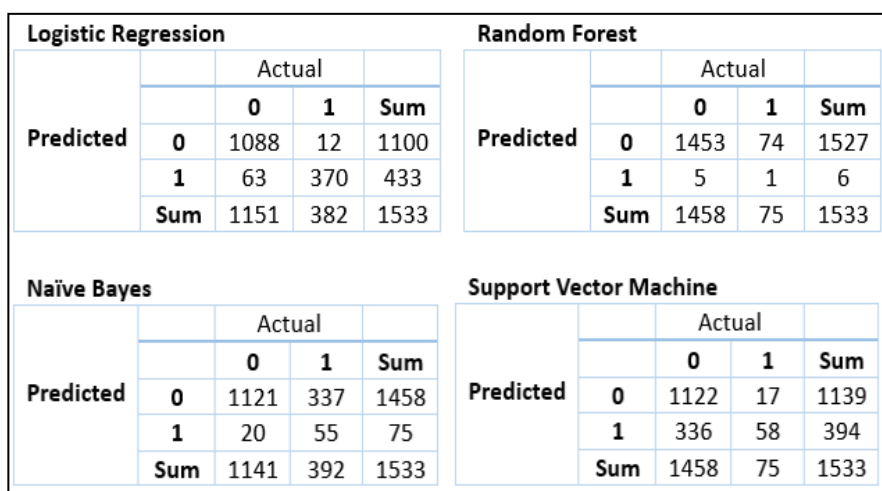 Logistic Regression
Actual
0 1 Sum
Predicted 0 1088 12 1100
1 63 370 433
Sum 1151 382 1533
Random Forest
Actual
0 1 Sum
Predicted 0 1453 74 1527
1 5 1 6
Sum 1458 75 1533
Naïve Bayes
Actual
0 1 Sum
Predicted 0 1121 337 1458
1 20 55 75
Sum 1141 392 1533
Support Vector Machine
Actual
0 1 Sum
Predicted 0 1122 17 1139
1 336 58 394
Sum 1458 75 1533